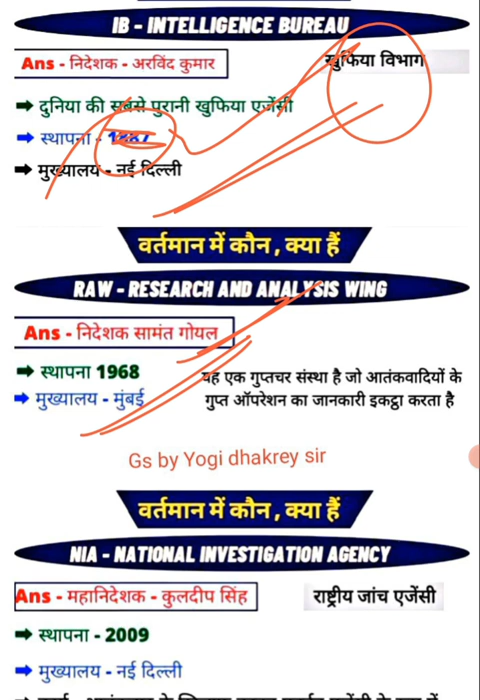 IB - INTELLIGENCE BUREAU
Ans - निदेशक - अरविंद कुमार
खुफिया विभाग
➡ दुनिया की सबसे पुरानी खुफिया एजेंसी
➡ स्थापना - 1887
➡ मुख्यालय - नई दिल्ली
वर्तमान में कौन , क्या हैं
RAW - RESEARCH AND ANALYSIS WING
Ans - निदेशक सामंत गोयल
➡ स्थापना 1968
➡ मुख्यालय - मुंबई
यह एक गुप्तचर संस्था है जो आतंकवादियों के
गुप्त ऑपरेशन का जानकारी इकट्ठा करता है
Gs by Yogi dhakrey sir
वर्तमान में कौन , क्या हैं
NIA - NATIONAL INVESTIGATION AGENCY
Ans - महानिदेशक - कुलदीप सिंह
राष्ट्रीय जांच एजेंसी
➡ स्थापना - 2009
➡ मुख्यालय - नई दिल्ली